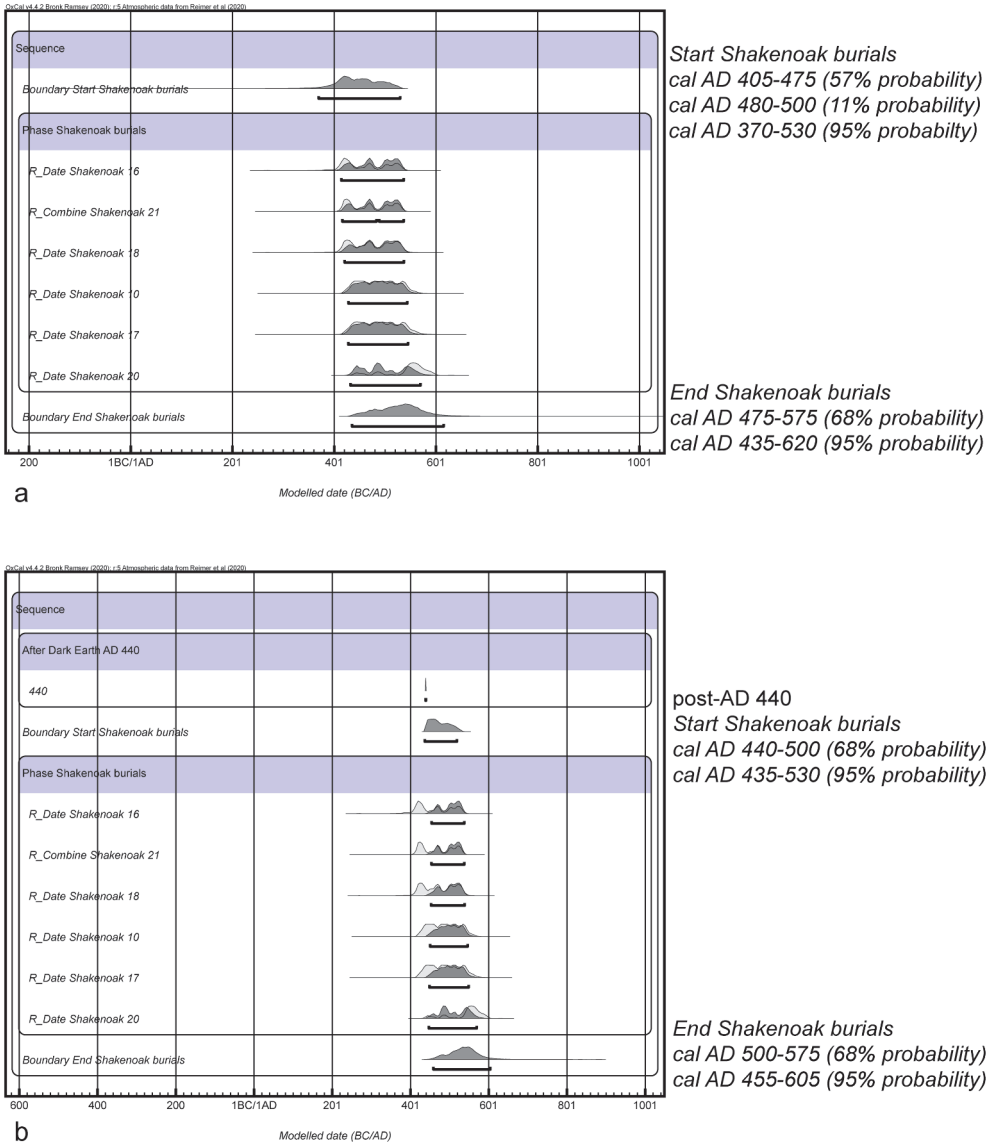 OxCal v4.4.2 Bronk Ramsey (2020); r:5 Atmospheric data from Reimer et al (2020)
Sequence
Boundary Start Shakenoak burials
Phase Shakenoak burials
R_Date Shakenoak 16
R_Combine Shakenoak 21
R_Date Shakenoak 18
R_Date Shakenoak 10
R_Date Shakenoak 17
R_Date Shakenoak 20
Boundary End Shakenoak burials
200 1BC/1AD 201 401 601 801 1001
Modelled date (BC/AD)
Start Shakenoak burials
cal AD 405-475 (57% probability)
cal AD 480-500 (11% probability)
cal AD 370-530 (95% probabilty)
End Shakenoak burials
cal AD 475-575 (68% probability)
cal AD 435-620 (95% probability)
a
OxCal v4.4.2 Bronk Ramsey (2020); r:5 Atmospheric data from Reimer et al (2020)
Sequence
After Dark Earth AD 440
440
Boundary Start Shakenoak burials
Phase Shakenoak burials
R_Date Shakenoak 16
R_Combine Shakenoak 21
R_Date Shakenoak 18
R_Date Shakenoak 10
R_Date Shakenoak 17
R_Date Shakenoak 20
Boundary End Shakenoak burials
600 400 200 1BC/1AD 201 401 601 801 1001
Modelled date (BC/AD)
post-AD 440
Start Shakenoak burials
cal AD 440-500 (68% probability)
cal AD 435-530 (95% probability)
End Shakenoak burials
cal AD 500-575 (68% probability)
cal AD 455-605 (95% probability)
b